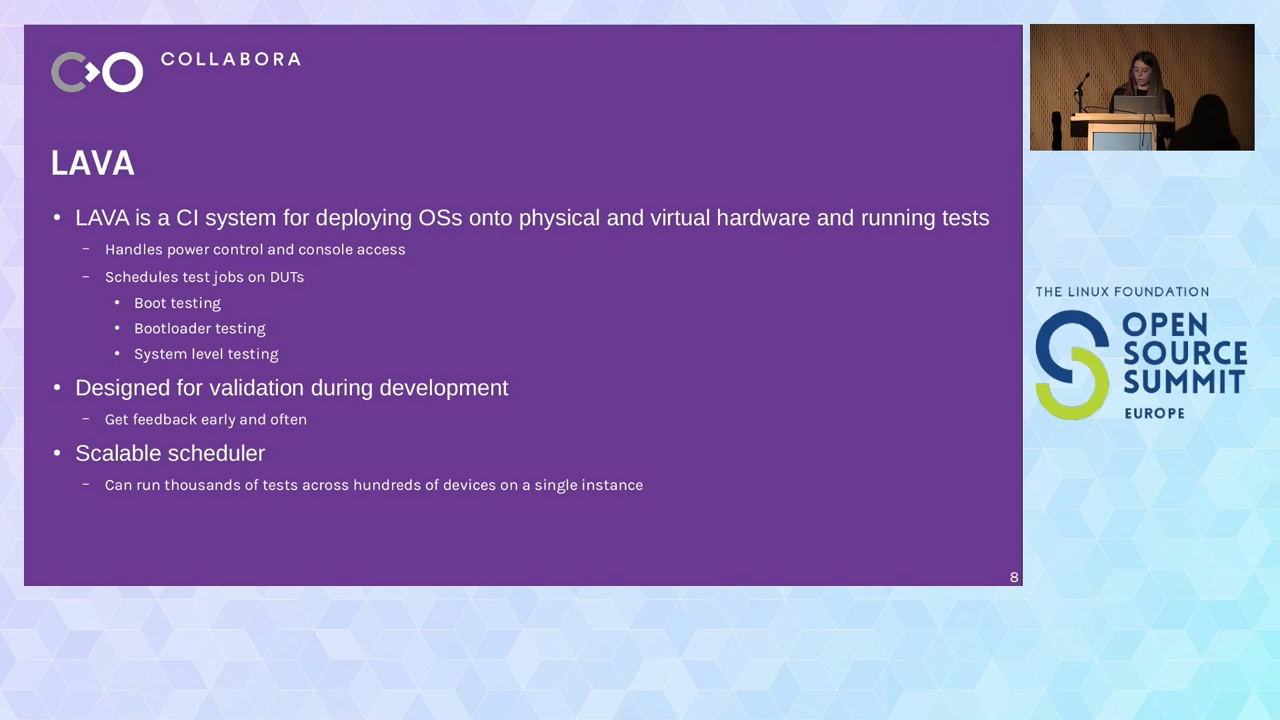 COLLABORA
LAVA
• LAVA is a CI system for deploying OSs onto physical and virtual hardware and running tests
– Handles power control and console access
– Schedules test jobs on DUTs
• Boot testing
• Bootloader testing
• System level testing
• Designed for validation during development
– Get feedback early and often
• Scalable scheduler
– Can run thousands of tests across hundreds of devices on a single instance
8
THE LINUX FOUNDATION
OPEN
SOURCE
SUMMIT
EUROPE